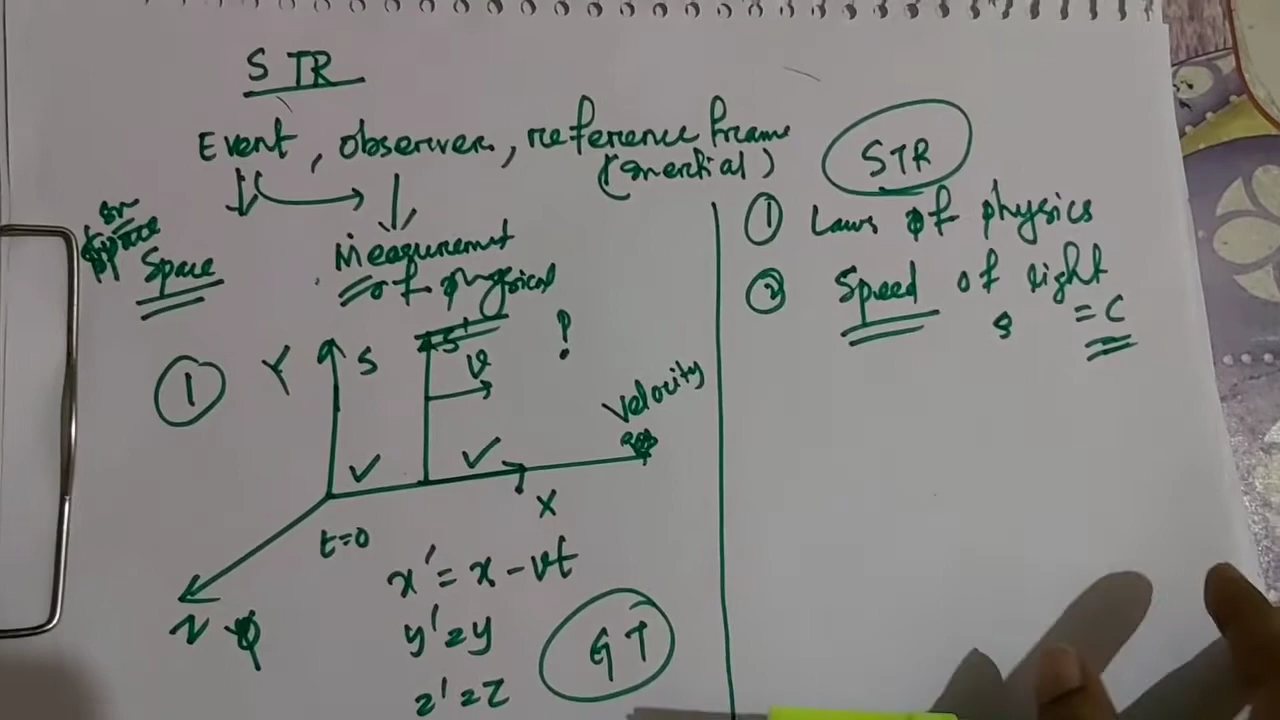 STR
Event, observer, reference frame
(inertial)
Space
Measurement
of physical
?
1
Y
S
S'
v
Velocity
X
t=0
Z
x' = x - vt
y' = y
z' = z
GT
STR
① Laws of physics
② Speed of light
= C